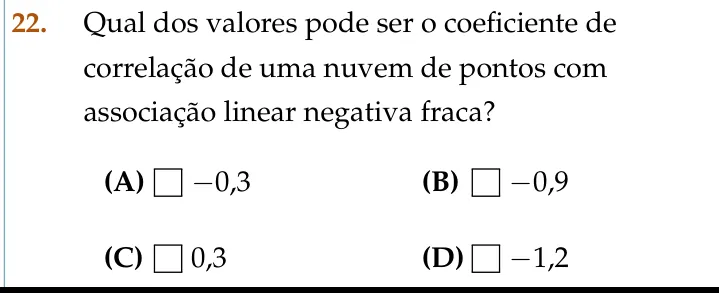 22. Qual dos valores pode ser o coeficiente de
correlação de uma nuvem de pontos com
associação linear negativa fraca?
(A) □ −0,3 (B) □ −0,9
(C) □ 0,3 (D) □ −1,2